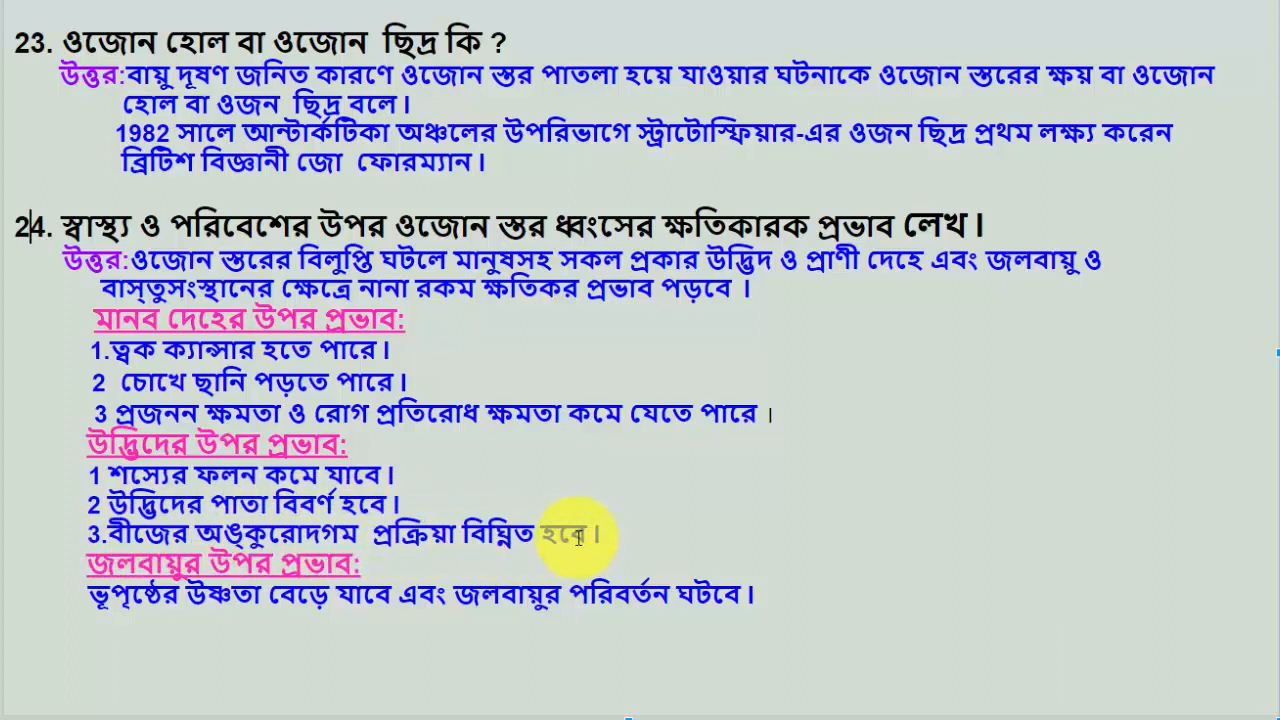 23. ওজোন হোল বা ওজোন ছিদ্র কি ?
উত্তর:বায়ু দূষণ জনিত কারণে ওজোন স্তর পাতলা হয়ে যাওয়ার ঘটনাকে ওজোন স্তরের ক্ষয় বা ওজোন
হোল বা ওজন ছিদ্র বলে।
1982 সালে আন্টার্কটিকা অঞ্চলের উপরিভাগে স্ট্রাটোস্ফিয়ার-এর ওজন ছিদ্র প্রথম লক্ষ্য করেন
ব্রিটিশ বিজ্ঞানী জো ফোরম্যান।
24. স্বাস্থ্য ও পরিবেশের উপর ওজোন স্তর ধ্বংসের ক্ষতিকারক প্রভাব লেখ।
উত্তর:ওজোন স্তরের বিলুপ্তি ঘটলে মানুষসহ সকল প্রকার উদ্ভিদ ও প্রাণী দেহে এবং জলবায়ু ও
বাস্তুসংস্থানের ক্ষেত্রে নানা রকম ক্ষতিকর প্রভাব পড়বে ।
মানব দেহের উপর প্রভাব:
1.ত্বক ক্যান্সার হতে পারে।
2 চোখে ছানি পড়তে পারে।
3 প্রজনন ক্ষমতা ও রোগ প্রতিরোধ ক্ষমতা কমে যেতে পারে ।
উদ্ভিদের উপর প্রভাব:
1 শস্যের ফলন কমে যাবে।
2 উদ্ভিদের পাতা বিবর্ণ হবে।
3.বীজের অঙ্কুরোদগম প্রক্রিয়া বিঘ্নিত হবে।
জলবায়ুর উপর প্রভাব:
ভূপৃষ্ঠের উষ্ণতা বেড়ে যাবে এবং জলবায়ুর পরিবর্তন ঘটবে।